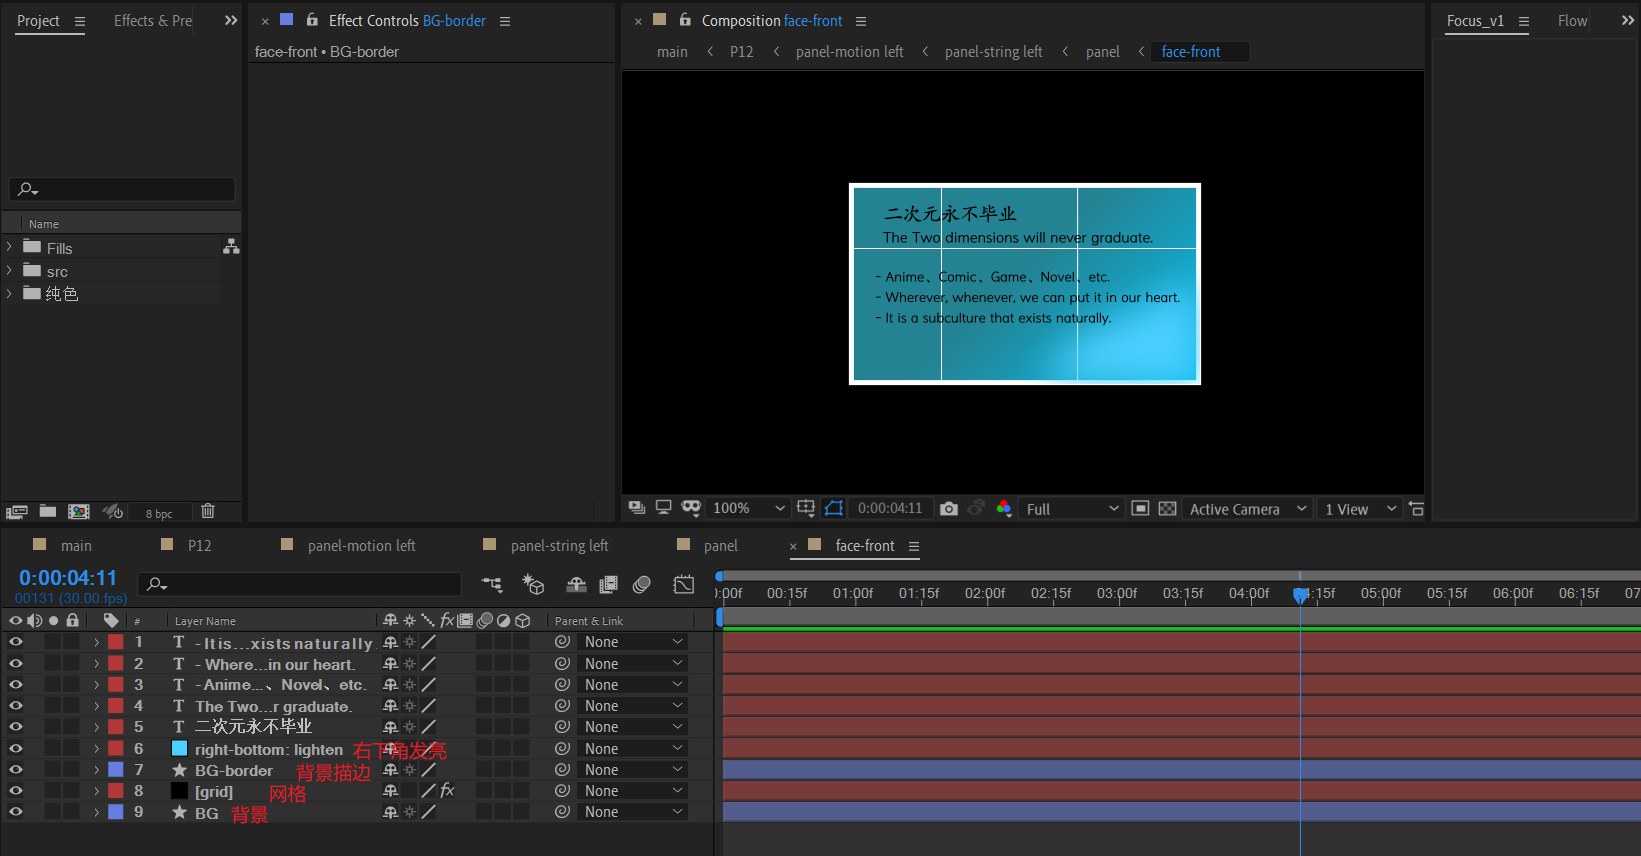 Project
Effects & Pre
Effect Controls BG-border
Composition face-front
Focus_v1
Flow
face-front • BG-border
main
P12
panel-motion left
panel-string left
panel
face-front
二次元永不毕业
The Two dimensions will never graduate.
- Anime、Comic、Game、Novel、etc.
- Wherever, whenever, we can put it in our heart.
- It is a subculture that exists naturally.
Name
Fills
src
纯色
8 bpc
100%
0:00:04:11
Full
Active Camera
1 View
main
P12
panel-motion left
panel-string left
panel
face-front
0:00:04:11
00131 (30.00 fps)
):00f 00:15f 01:00f 01:15f 02:00f 02:15f 03:00f 03:15f 04:00f 04:15f 05:00f 05:15f 06:00f 06:15f 07
# Layer Name fx Parent & Link
1 T - It is...xists naturally. None
2 T - Where...in our heart. None
3 T - Anime...、Novel、etc. None
4 T The Two...r graduate. None
5 T 二次元永不毕业 None
6 right-bottom: lighten 右下角发亮 None
7 BG-border 背景描边 None
8 [grid] 网格 fx None
9 BG 背景 None